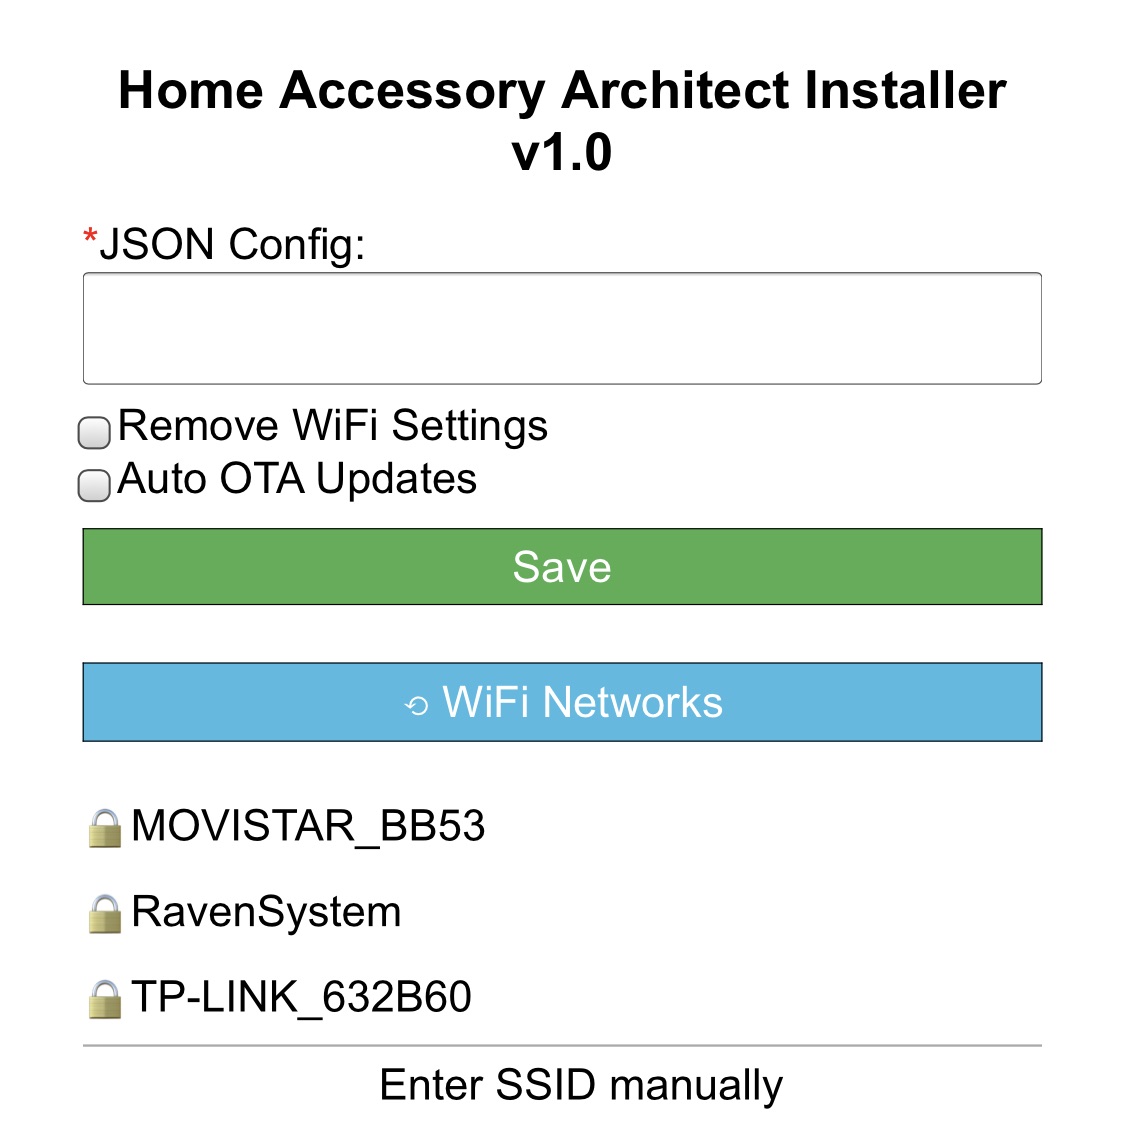 Home Accessory Architect Installer
v1.0
*JSON Config:
Remove WiFi Settings
Auto OTA Updates
Save
⟲ WiFi Networks
MOVISTAR_BB53
RavenSystem
TP-LINK_632B60
Enter SSID manually